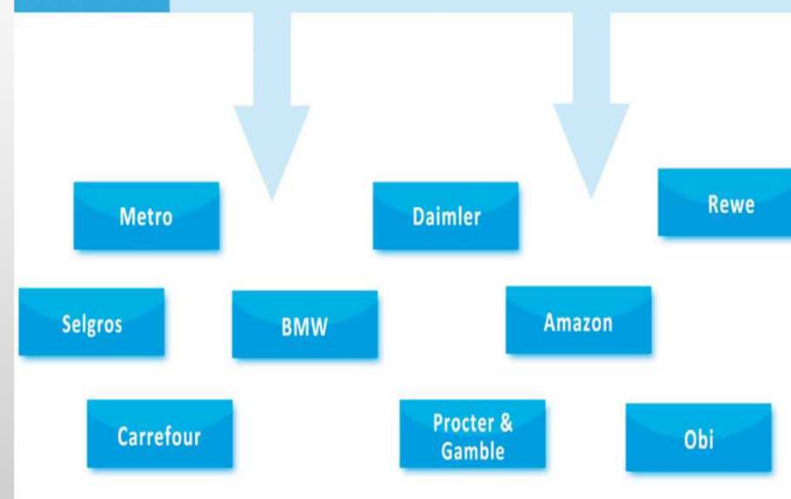 Metro
Daimler
Rewe
Selgros
BMW
Amazon
Carrefour
Procter &
Gamble
Obi